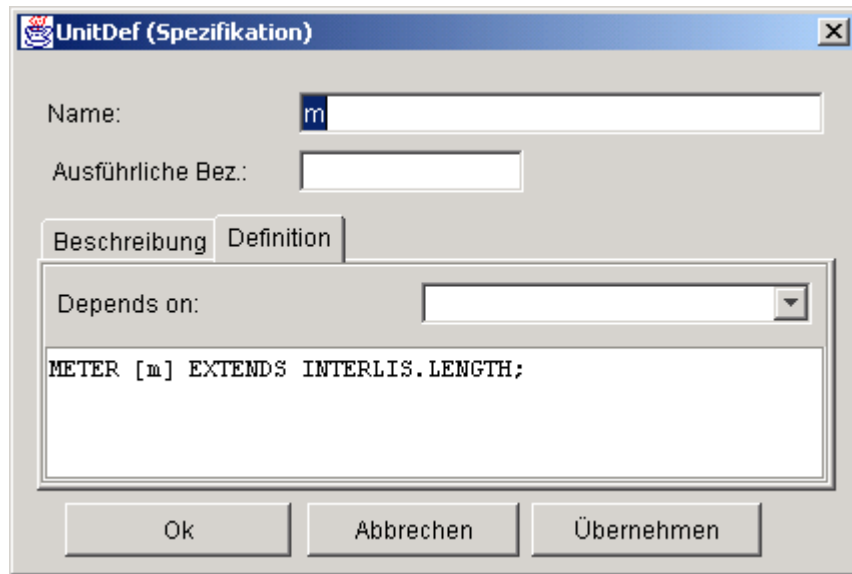 UnitDef (Spezifikation)
Name: m
Ausführliche Bez.:
Beschreibung Definition
Depends on:
METER [m] EXTENDS INTERLIS.LENGTH;
Ok Abbrechen Übernehmen